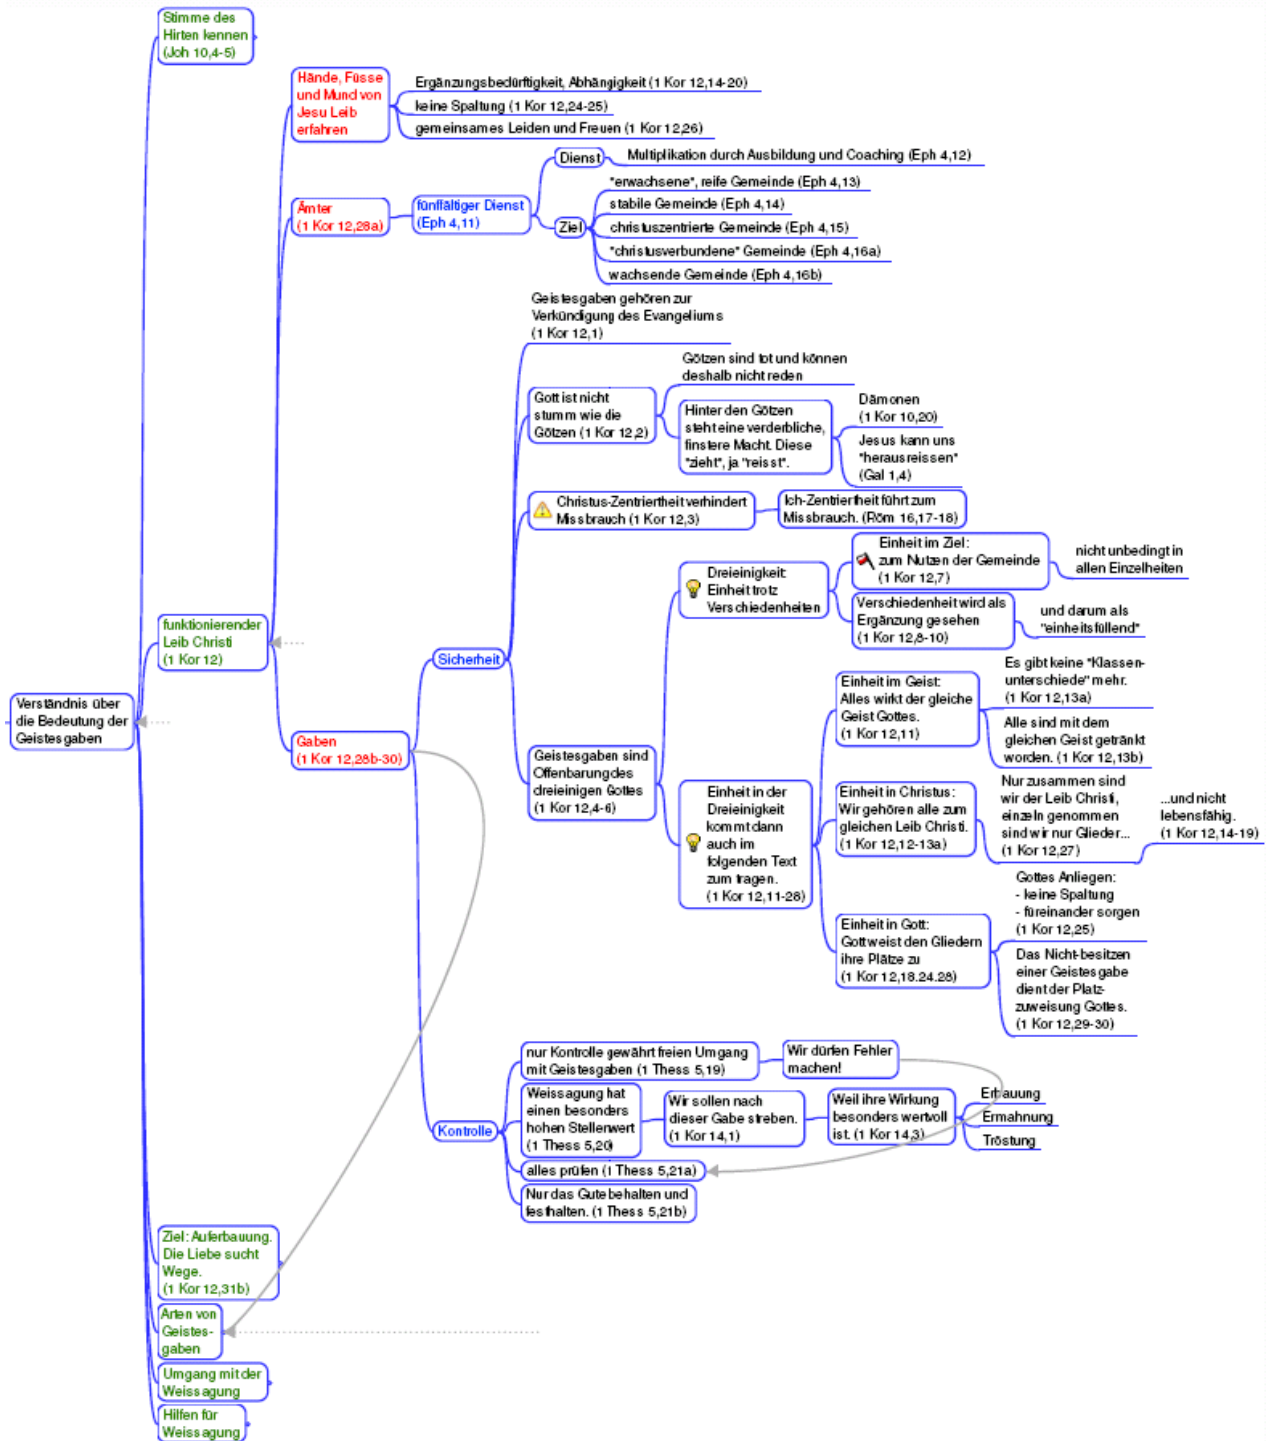 Stimme des
Hirten kennen
(Joh 10,4-5)
Hände, Füsse
und Mund von
Jesu Leib
erfahren
Ergänzungsbedürftigkeit, Abhängigkeit (1 Kor 12,14-20)
keine Spaltung (1 Kor 12,24-25)
gemeinsames Leiden und Freuen (1 Kor 12,26)
Ämter
(1 Kor 12,28a)
fünffältiger Dienst
(Eph 4,11)
Dienst
Multiplikation durch Ausbildung und Coaching (Eph 4,12)
Ziel
"erwachsene", reife Gemeinde (Eph 4,13)
stabile Gemeinde (Eph 4,14)
christuszentrierte Gemeinde (Eph 4,15)
"christusverbundene" Gemeinde (Eph 4,16a)
wachsende Gemeinde (Eph 4,16b)
Geistesgaben gehören zur
Verkündigung des Evangeliums
(1 Kor 12,1)
Gott ist nicht
stumm wie die
Götzen (1 Kor 12,2)
Götzen sind tot und können
deshalb nicht reden
Hinter den Götzen
steht eine verderbliche,
finstere Macht. Diese
"zieht", ja "reisst".
Dämonen
(1 Kor 10,20)
Jesus kann uns
"herausreissen"
(Gal 1,4)
Christus-Zentriertheit verhindert
Missbrauch (1 Kor 12,3)
Ich-Zentriertheit führt zum
Missbrauch. (Röm 16,17-18)
Dreieinigkeit:
Einheit trotz
Verschiedenheiten
Einheit im Ziel:
zum Nutzen der Gemeinde
(1 Kor 12,7)
nicht unbedingt in
allen Einzelheiten
Verschiedenheit wird als
Ergänzung gesehen
(1 Kor 12,8-10)
und darum als
"einheitsfüllend"
funktionierender
Leib Christi
(1 Kor 12)
Sicherheit
Verständnis über
die Bedeutung der
Geistesgaben
Gaben
(1 Kor 12,28b-30)
Geistesgaben sind
Offenbarung des
dreieinigen Gottes
(1 Kor 12,4-6)
Einheit in der
Dreieinigkeit
kommt dann
auch im
folgenden Text
zum tragen.
(1 Kor 12,11-28)
Einheit im Geist:
Alles wirkt der gleiche
Geist Gottes.
(1 Kor 12,11)
Es gibt keine "Klassen-
unterschiede" mehr.
(1 Kor 12,13a)
Alle sind mit dem
gleichen Geist getränkt
worden. (1 Kor 12,13b)
Einheit in Christus:
Wir gehören alle zum
gleichen Leib Christi.
(1 Kor 12,12-13a)
Nur zusammen sind
wir der Leib Christi,
einzeln genommen
sind wir nur Glieder...
(1 Kor 12,27)
...und nicht
lebensfähig.
(1 Kor 12,14-19)
Einheit in Gott:
Gott weist den Gliedern
ihre Plätze zu
(1 Kor 12,18.24.28)
Gottes Anliegen:
- keine Spaltung
- füreinander sorgen
(1 Kor 12,25)
Das Nicht-besitzen
einer Geistesgabe
dient der Platz-
zuweisung Gottes.
(1 Kor 12,29-30)
Kontrolle
nur Kontrolle gewährt freien Umgang
mit Geistesgaben (1 Thess 5,19)
Wir dürfen Fehler
machen!
Weissagung hat
einen besonders
hohen Stellenwert
(1 Thess 5,20)
Wir sollen nach
dieser Gabe streben.
(1 Kor 14,1)
Weil ihre Wirkung
besonders wertvoll
ist. (1 Kor 14,3)
Erbauung
Ermahnung
Tröstung
alles prüfen (1 Thess 5,21a)
Nur das Gute behalten und
festhalten. (1 Thess 5,21b)
Ziel: Auferbauung.
Die Liebe sucht
Wege.
(1 Kor 12,31b)
Arten von
Geistes-
gaben
Umgang mit der
Weissagung
Hilfen für
Weissagung